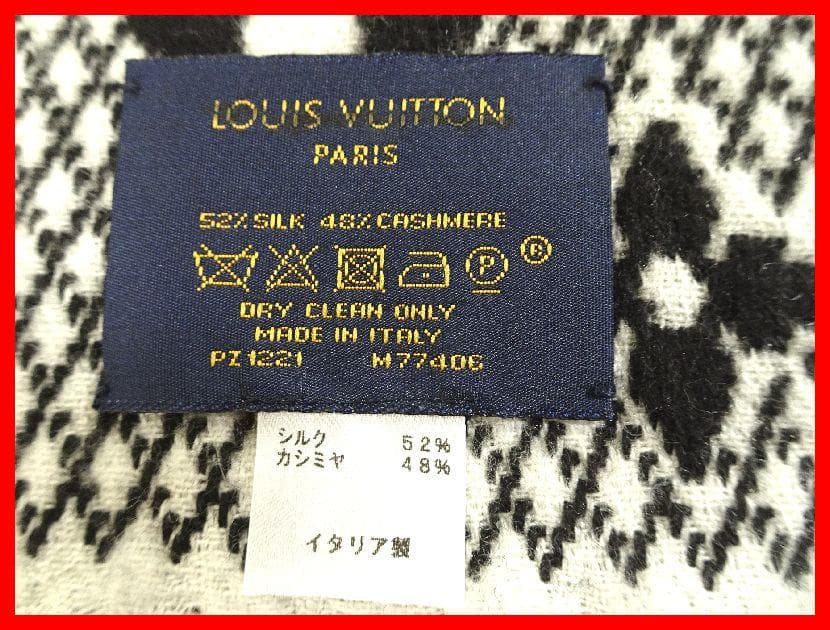 LOUIS VUITTON
PARIS
52% SILK 48% CASHMERE
P ®
DRY CLEAN ONLY
MADE IN ITALY
PZ1221 M77406
シルク 52%
カシミヤ 48%
イタリア製